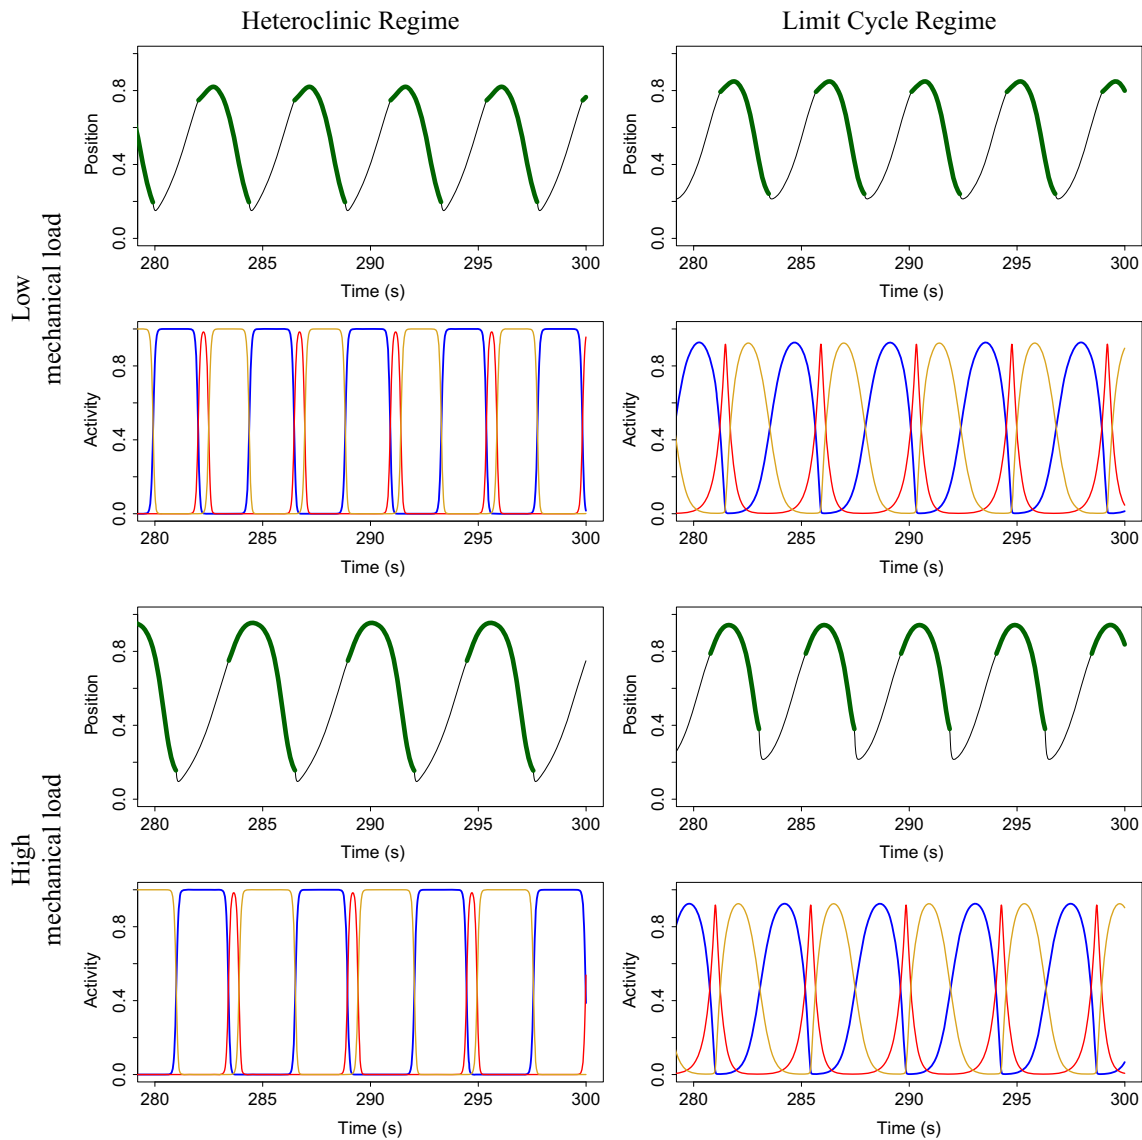 Heteroclinic Regime
Limit Cycle Regime
Low
mechanical load
Position
0.0 0.4 0.8
280 285 290 295 300
Time (s)
Position
0.0 0.4 0.8
280 285 290 295 300
Time (s)
Activity
0.0 0.4 0.8
280 285 290 295 300
Time (s)
Activity
0.0 0.4 0.8
280 285 290 295 300
Time (s)
High
mechanical load
Position
0.0 0.4 0.8
280 285 290 295 300
Time (s)
Position
0.0 0.4 0.8
280 285 290 295 300
Time (s)
Activity
0.0 0.4 0.8
280 285 290 295 300
Time (s)
Activity
0.0 0.4 0.8
280 285 290 295 300
Time (s)